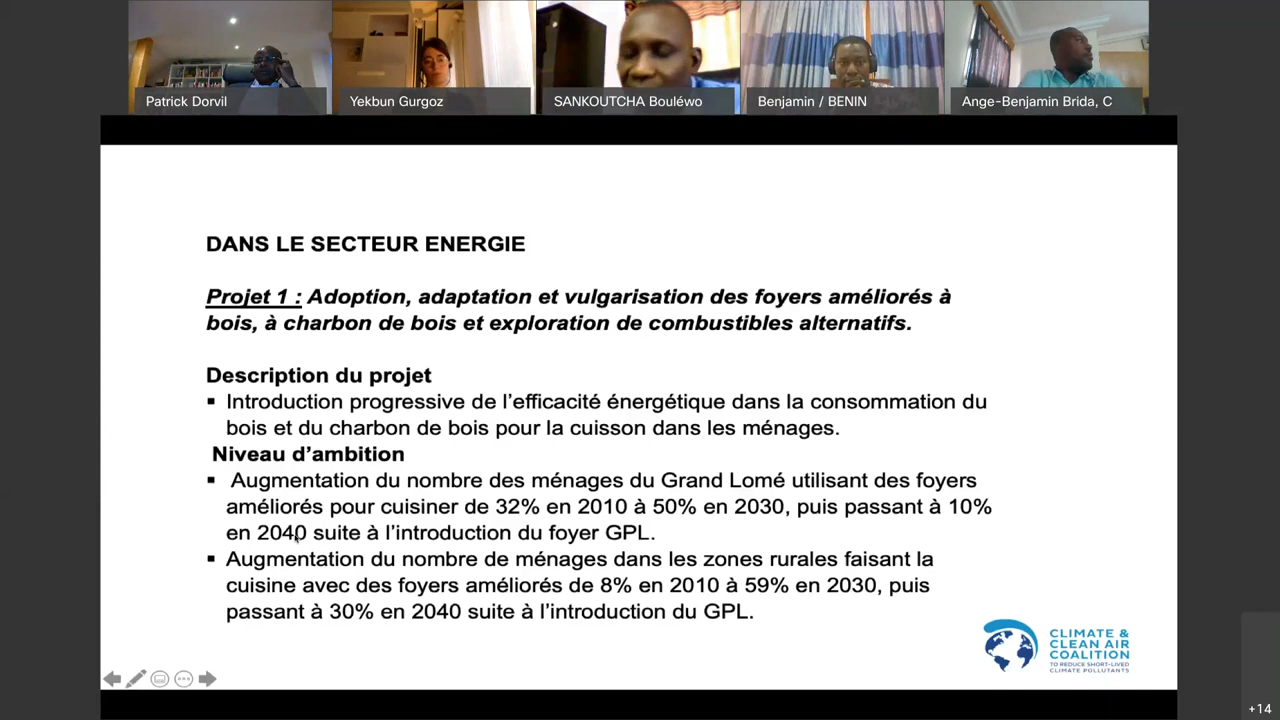 Patrick Dorvil
Yekbun Gurgoz
SANKOUTCHA Bouléwo
Benjamin / BENIN
Ange-Benjamin Brida, C
DANS LE SECTEUR ENERGIE
Projet 1 : Adoption, adaptation et vulgarisation des foyers améliorés à
bois, à charbon de bois et exploration de combustibles alternatifs.
Description du projet
▪ Introduction progressive de l’efficacité énergétique dans la consommation du
bois et du charbon de bois pour la cuisson dans les ménages.
Niveau d’ambition
▪ Augmentation du nombre des ménages du Grand Lomé utilisant des foyers
améliorés pour cuisiner de 32% en 2010 à 50% en 2030, puis passant à 10%
en 2040 suite à l’introduction du foyer GPL.
▪ Augmentation du nombre de ménages dans les zones rurales faisant la
cuisine avec des foyers améliorés de 8% en 2010 à 59% en 2030, puis
passant à 30% en 2040 suite à l’introduction du GPL.
CLIMATE &
CLEAN AIR
COALITION
TO REDUCE SHORT-LIVED
CLIMATE POLLUTANTS
+14